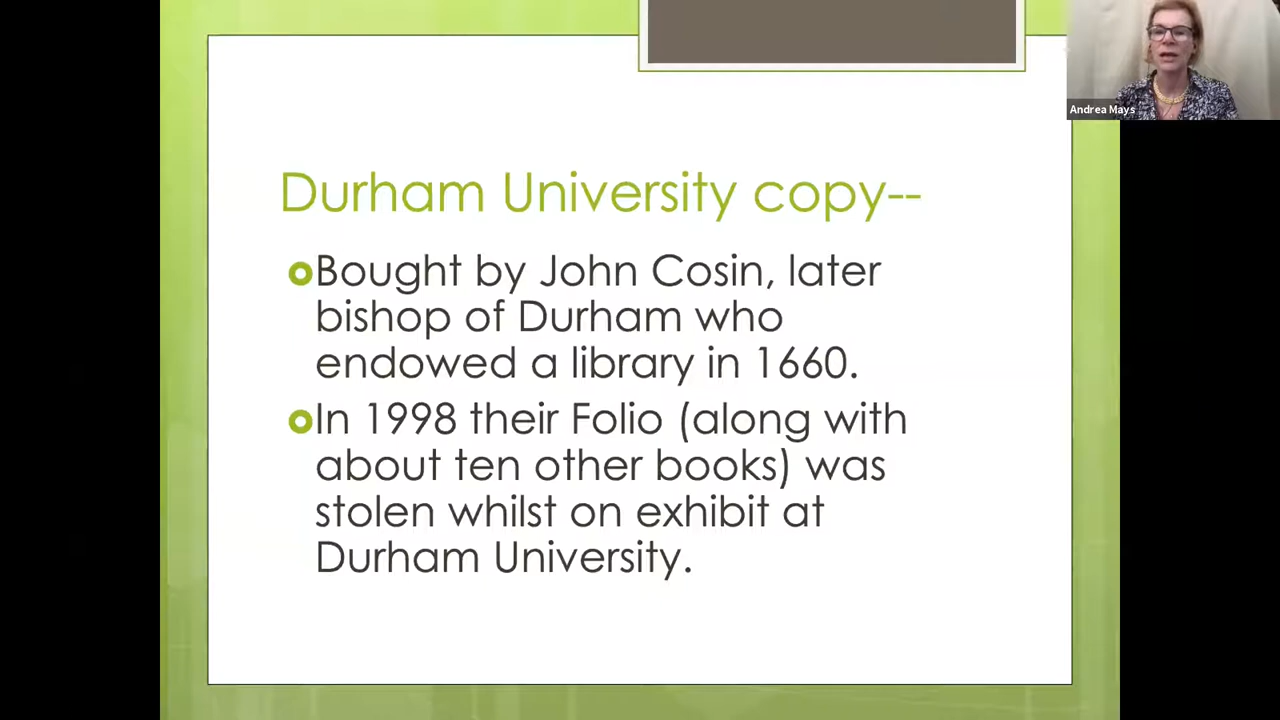 Andrea Mays
Durham University copy--
Bought by John Cosin, later
bishop of Durham who
endowed a library in 1660.
In 1998 their Folio (along with
about ten other books) was
stolen whilst on exhibit at
Durham University.